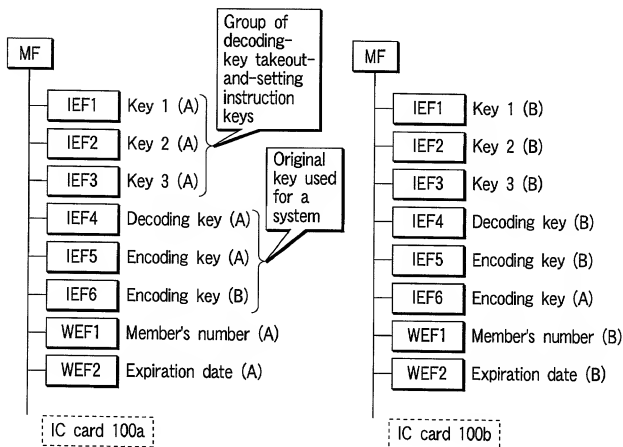 Group of
decoding-
key takeout-
and-setting
instruction
keys
MF
IEF1 Key 1 (A)
IEF2 Key 2 (A)
IEF3 Key 3 (A)
Original
key used
for a
system
IEF4 Decoding key (A)
IEF5 Encoding key (A)
IEF6 Encoding key (B)
WEF1 Member's number (A)
WEF2 Expiration date (A)
IC card 100a
MF
IEF1 Key 1 (B)
IEF2 Key 2 (B)
IEF3 Key 3 (B)
IEF4 Decoding key (B)
IEF5 Encoding key (B)
IEF6 Encoding key (A)
WEF1 Member's number (B)
WEF2 Expiration date (B)
IC card 100b